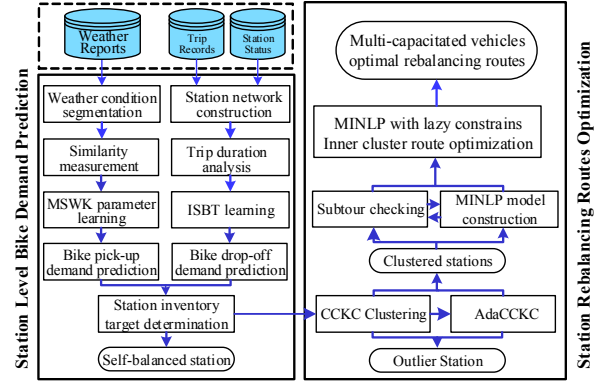 Weather
Reports
Trip
Records
Station
Status
Station Level Bike Demand Prediction
Weather condition
segmentation
Station network
construction
Similarity
measurement
Trip duration
analysis
MSWK parameter
learning
ISBT learning
Bike pick-up
demand prediction
Bike drop-off
demand prediction
Station inventory
target determination
Self-balanced station
Multi-capacitated vehicles
optimal rebalancing
routes
MINLP with lazy constrains
Inner cluster route optimization
Subtour checking
MINLP model
construction
Clustered stations
CCKC Clustering
AdaCCKC
Outlier Station
Station Rebalancing Routes Optimization